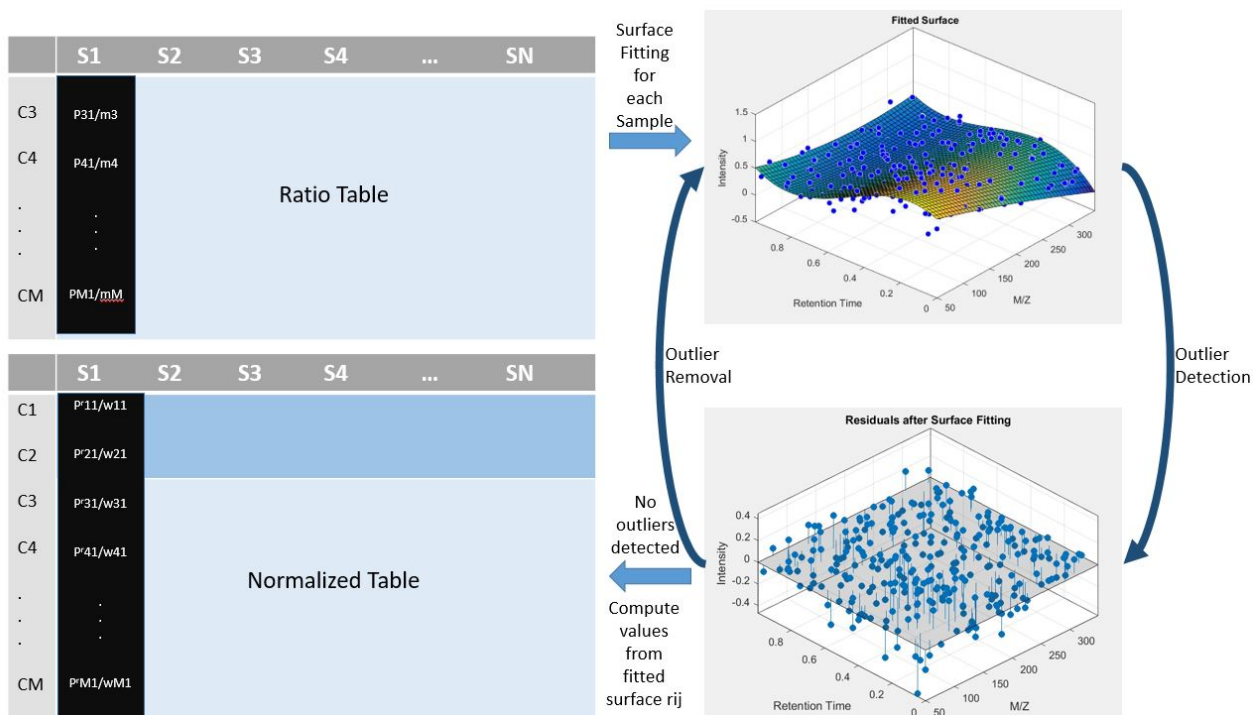 S1 S2 S3 S4 ... SN
C3 P31/m3
C4 P41/m4
. .
. .
. .
CM PM1/mM
Ratio Table
Surface
Fitting
for
each
Sample
Fitted Surface
Intensity
1.5
1
0.5
0
-0.5
0.8
0.6
0.4
0.2
0
Retention Time
50
100
150
200
250
300
M/Z
Outlier
Removal
Outlier
Detection
S1 S2 S3 S4 ... SN
C1 P'11/w11
C2 P'21/w21
C3 P'31/w31
C4 P'41/w41
. .
. .
. .
CM P'M1/wM1
Normalized Table
No
outliers
detected
Compute
values
from
fitted
surface rij
Residuals after Surface Fitting
Intensity
0.4
0.2
0
-0.2
-0.4
0.8
0.6
0.4
0.2
0
Retention Time
50
100
150
200
250
300
M/Z